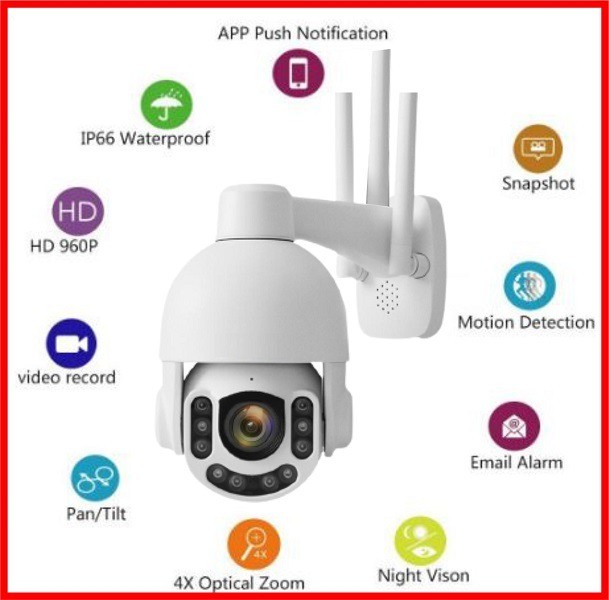 APP Push Notification
IP66 Waterproof
Snapshot
HD
HD 960P
Motion Detection
video record
Email Alarm
Pan/Tilt
4X
4X Optical Zoom
Night Vison